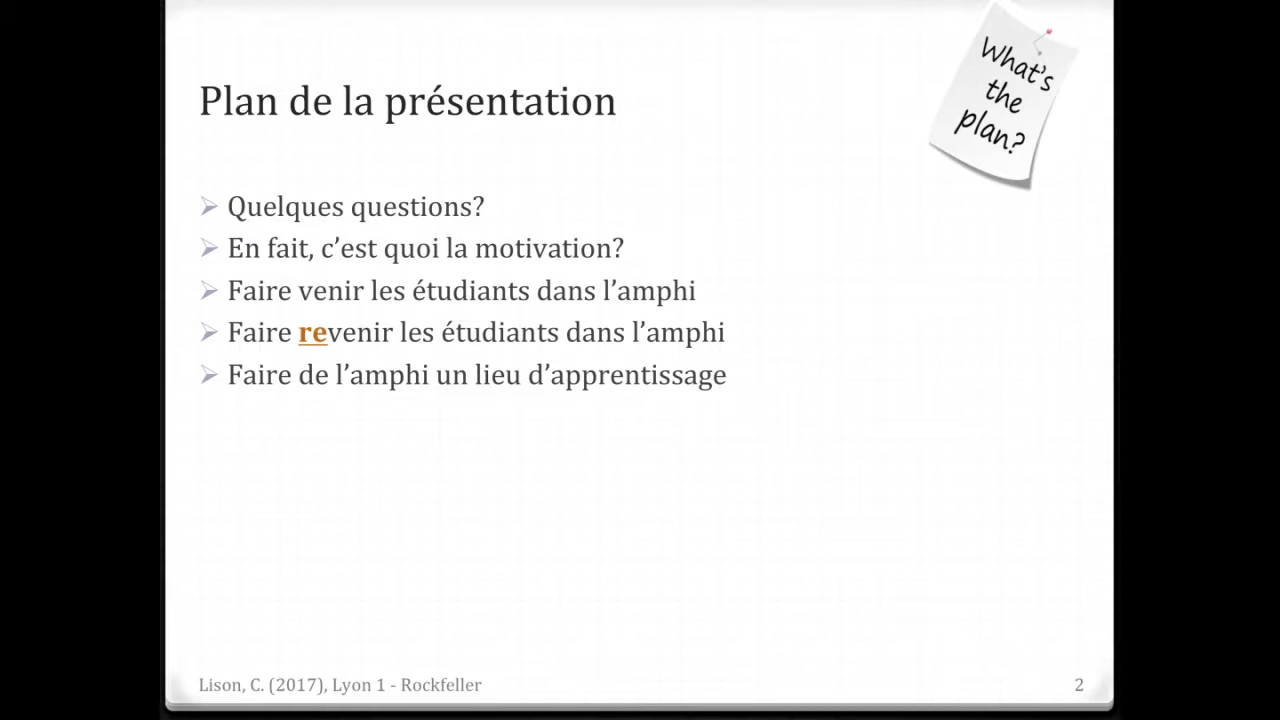 What's
the
plan?
Plan de la présentation
Quelques questions?
En fait, c’est quoi la motivation?
Faire venir les étudiants dans l’amphi
Faire revenir les étudiants dans l’amphi
Faire de l’amphi un lieu d’apprentissage
Lison, C. (2017), Lyon 1 - Rockfeller
2